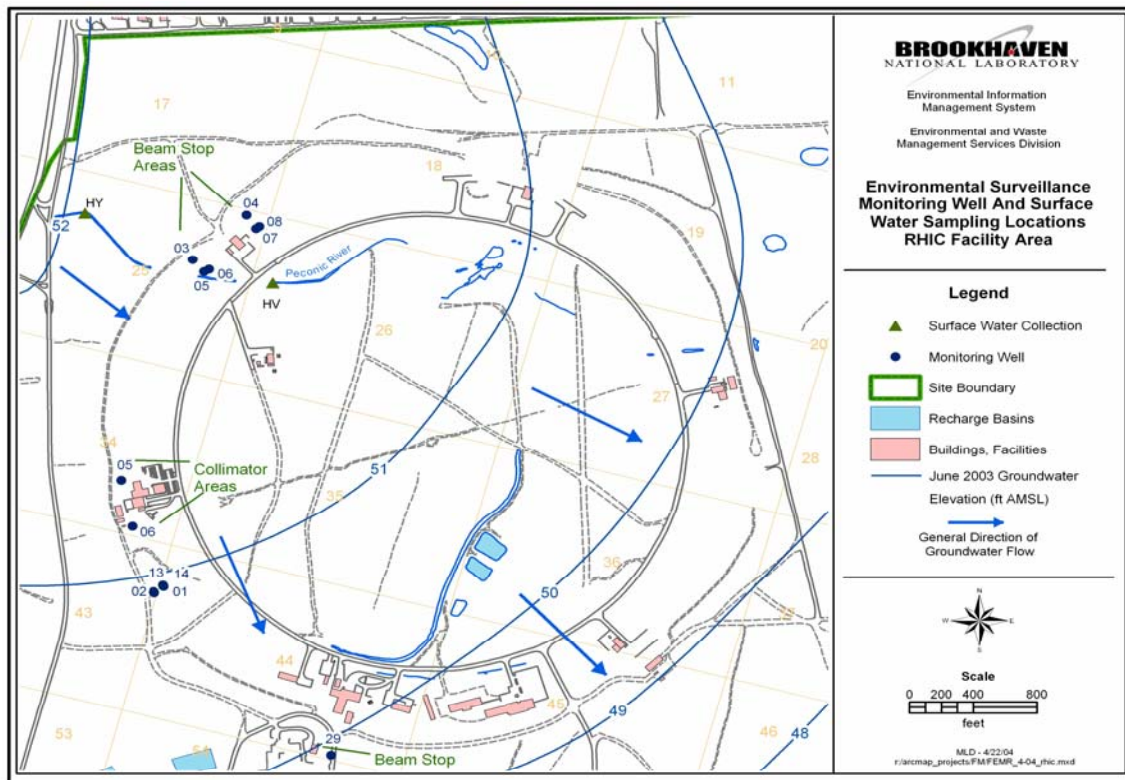 9
10
11
17
Beam Stop
Areas
18
HY
04
08
07
52
03
25
06
05
HV
Peconic River
19
26
20
27
34
05
51
28
Collimator
Areas
35
06
36
13
14
02
01
43
50
37
44
45
49
53
54
29
Beam Stop
46
48
BROOKHAVEN
NATIONAL LABORATORY
Environmental Information
Management System
Environmental and Waste
Management Services Division
Environmental Surveillance
Monitoring Well And Surface
Water Sampling Locations
RHIC Facility Area
Legend
Surface Water Collection
Monitoring Well
Site Boundary
Recharge Basins
Buildings, Facilities
June 2003 Groundwater
Elevation (ft AMSL)
General Direction of
Groundwater Flow
N
W E
S
Scale
0 200 400 800
feet
MLD - 4/22/04
r:/arcmap_projects/FM/FEMR_4-04_rhic.mxd